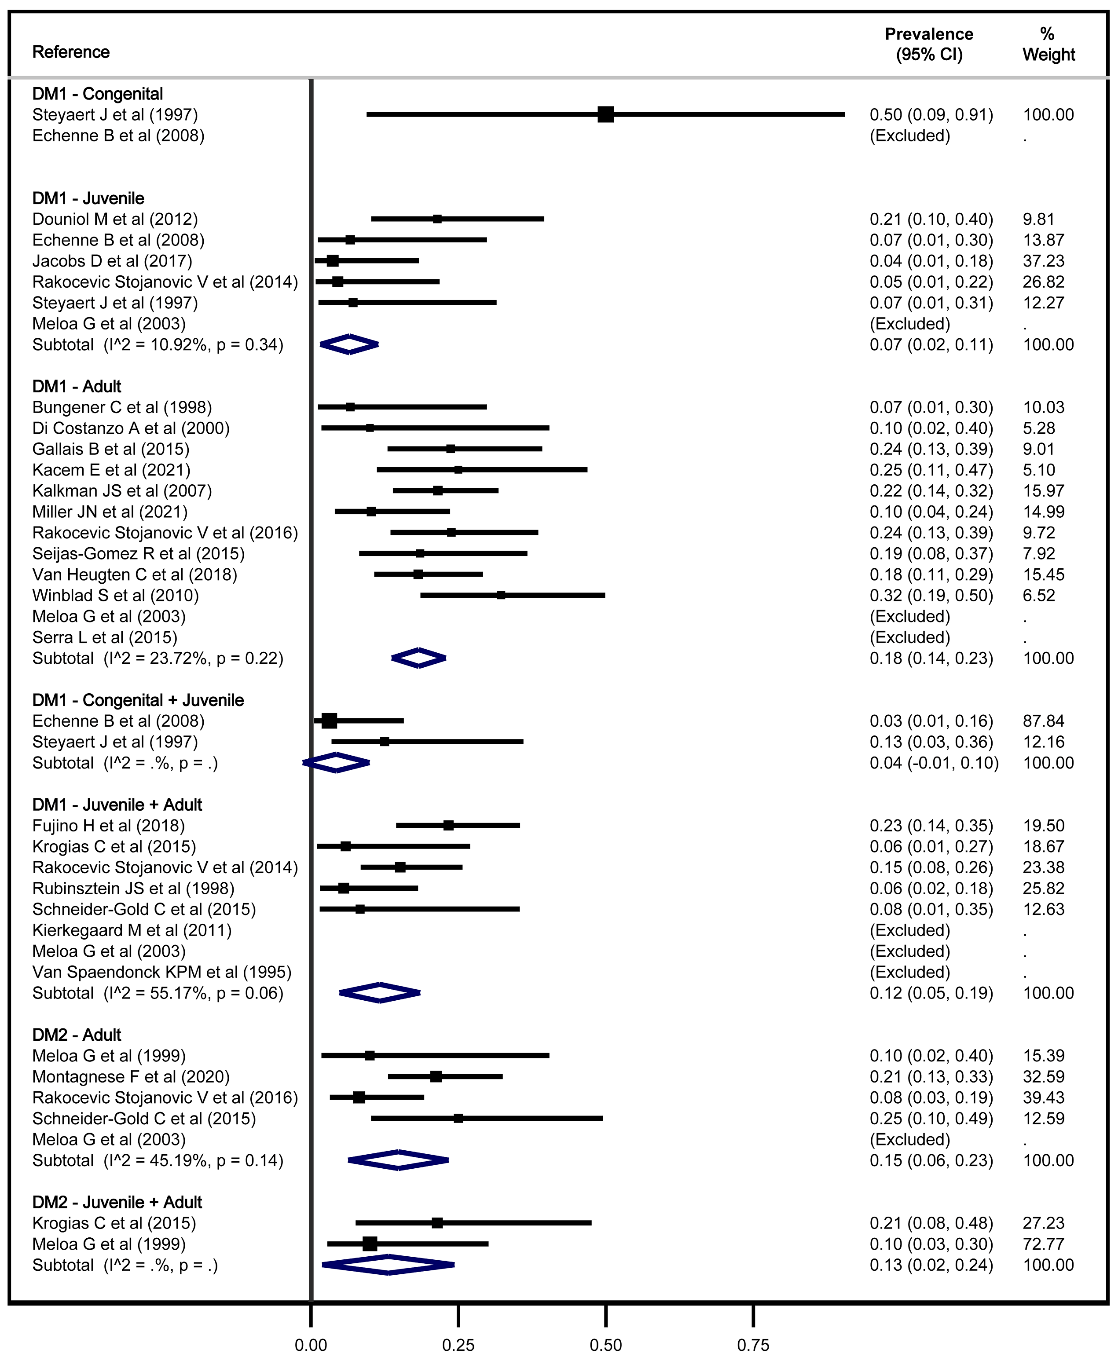 Reference Prevalence (95% CI) % Weight
DM1 - Congenital
Steyaert J et al (1997) 0.50 (0.09, 0.91) 100.00
Echenne B et al (2008) (Excluded) .
DM1 - Juvenile
Douniol M et al (2012) 0.21 (0.10, 0.40) 9.81
Echenne B et al (2008) 0.07 (0.01, 0.30) 13.87
Jacobs D et al (2017) 0.04 (0.01, 0.18) 37.23
Rakocevic Stojanovic V et al (2014) 0.05 (0.01, 0.22) 26.82
Steyaert J et al (1997) 0.07 (0.01, 0.31) 12.27
Meloa G et al (2003) (Excluded) .
Subtotal (I^2 = 10.92%, p = 0.34) 0.07 (0.02, 0.11) 100.00
DM1 - Adult
Bungener C et al (1998) 0.07 (0.01, 0.30) 10.03
Di Costanzo A et al (2000) 0.10 (0.02, 0.40) 5.28
Gallais B et al (2015) 0.24 (0.13, 0.39) 9.01
Kacem E et al (2021) 0.25 (0.11, 0.47) 5.10
Kalkman JS et al (2007) 0.22 (0.14, 0.32) 15.97
Miller JN et al (2021) 0.10 (0.04, 0.24) 14.99
Rakocevic Stojanovic V et al (2016) 0.24 (0.13, 0.39) 9.72
Seijas-Gomez R et al (2015) 0.19 (0.08, 0.37) 7.92
Van Heugten C et al (2018) 0.18 (0.11, 0.29) 15.45
Winblad S et al (2010) 0.32 (0.19, 0.50) 6.52
Meloa G et al (2003) (Excluded) .
Serra L et al (2015) (Excluded) .
Subtotal (I^2 = 23.72%, p = 0.22) 0.18 (0.14, 0.23) 100.00
DM1 - Congenital + Juvenile
Echenne B et al (2008) 0.03 (0.01, 0.16) 87.84
Steyaert J et al (1997) 0.13 (0.03, 0.36) 12.16
Subtotal (I^2 = .%, p = .) 0.04 (-0.01, 0.10) 100.00
DM1 - Juvenile + Adult
Fujino H et al (2018) 0.23 (0.14, 0.35) 19.50
Krogias C et al (2015) 0.06 (0.01, 0.27) 18.67
Rakocevic Stojanovic V et al (2014) 0.15 (0.08, 0.26) 23.38
Rubinsztein JS et al (1998) 0.06 (0.02, 0.18) 25.82
Schneider-Gold C et al (2015) 0.08 (0.01, 0.35) 12.63
Kierkegaard M et al (2011) (Excluded) .
Meloa G et al (2003) (Excluded) .
Van Spaendonck KPM et al (1995) (Excluded) .
Subtotal (I^2 = 55.17%, p = 0.06) 0.12 (0.05, 0.19) 100.00
DM2 - Adult
Meloa G et al (1999) 0.10 (0.02, 0.40) 15.39
Montagnese F et al (2020) 0.21 (0.13, 0.33) 32.59
Rakocevic Stojanovic V et al (2016) 0.08 (0.03, 0.19) 39.43
Schneider-Gold C et al (2015) 0.25 (0.10, 0.49) 12.59
Meloa G et al (2003) (Excluded) .
Subtotal (I^2 = 45.19%, p = 0.14) 0.15 (0.06, 0.23) 100.00
DM2 - Juvenile + Adult
Krogias C et al (2015) 0.21 (0.08, 0.48) 27.23
Meloa G et al (1999) 0.10 (0.03, 0.30) 72.77
Subtotal (I^2 = .%, p = .) 0.13 (0.02, 0.24) 100.00
0.00 0.25 0.50 0.75